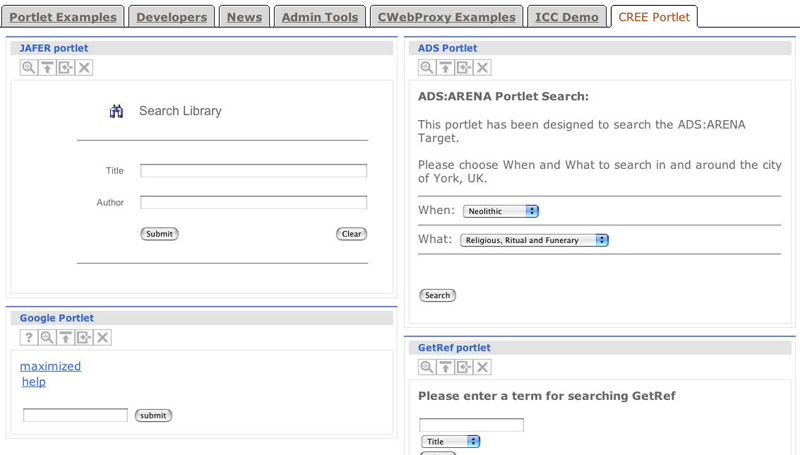 Portlet Examples Developers News Admin Tools CWebProxy Examples ICC Demo CREE Portlet
JAFER portlet
Search Library
Title
Author
Submit Clear
Google Portlet
?
maximized
help
submit
ADS Portlet
ADS:ARENA Portlet Search:
This portlet has been designed to search the ADS:ARENA
Target.
Please choose When and What to search in and around the city
of York, UK.
When: Neolithic
What: Religious, Ritual and Funerary
Search
GetRef portlet
Please enter a term for searching GetRef
Title